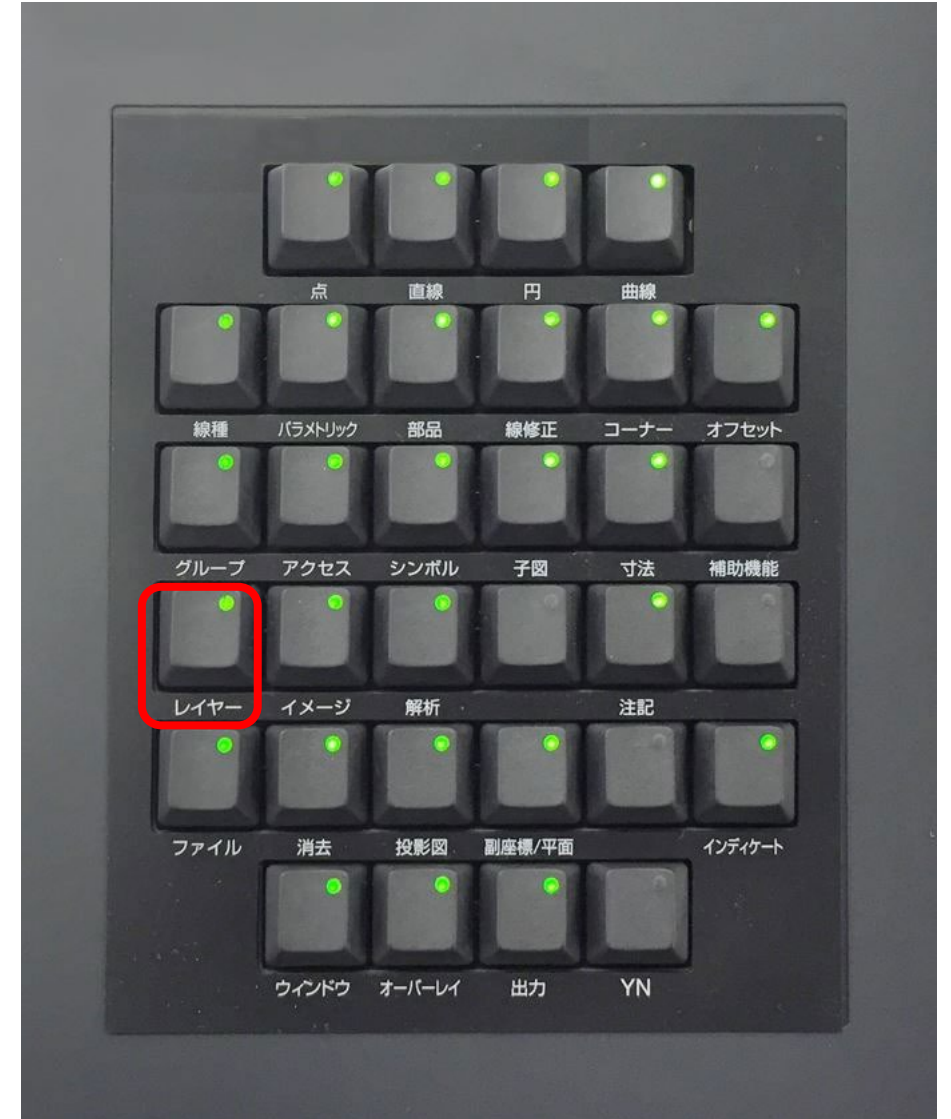 点 直線 円 曲線
線種 パラメトリック 部品 線修正 コーナー オフセット
グループ アクセス シンボル 子図 寸法 補助機能
レイヤー イメージ 解析 注記
ファイル 消去 投影図 副座標/平面 インディケート
ウィンドウ オーバーレイ 出力 YN